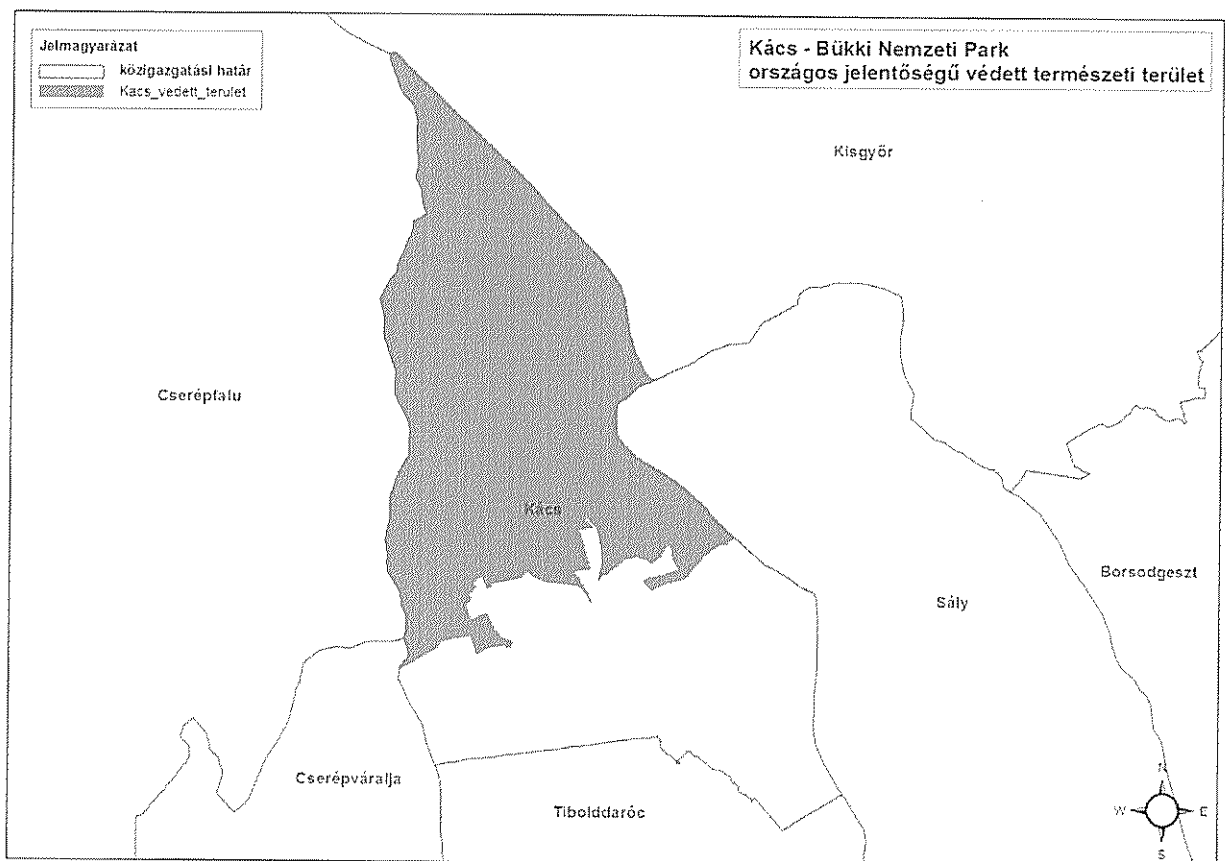 Jelmagyarázat
közigazgatási határ
Kacs_vedett_terulet
Kács - Bükki Nemzeti Park
országos jelentőségű védett természeti terület
Kisgyőr
Cserépfalu
Kács
Borsodgeszt
Sály
Cserépváralja
Tibolddaróc
N
W
E
S